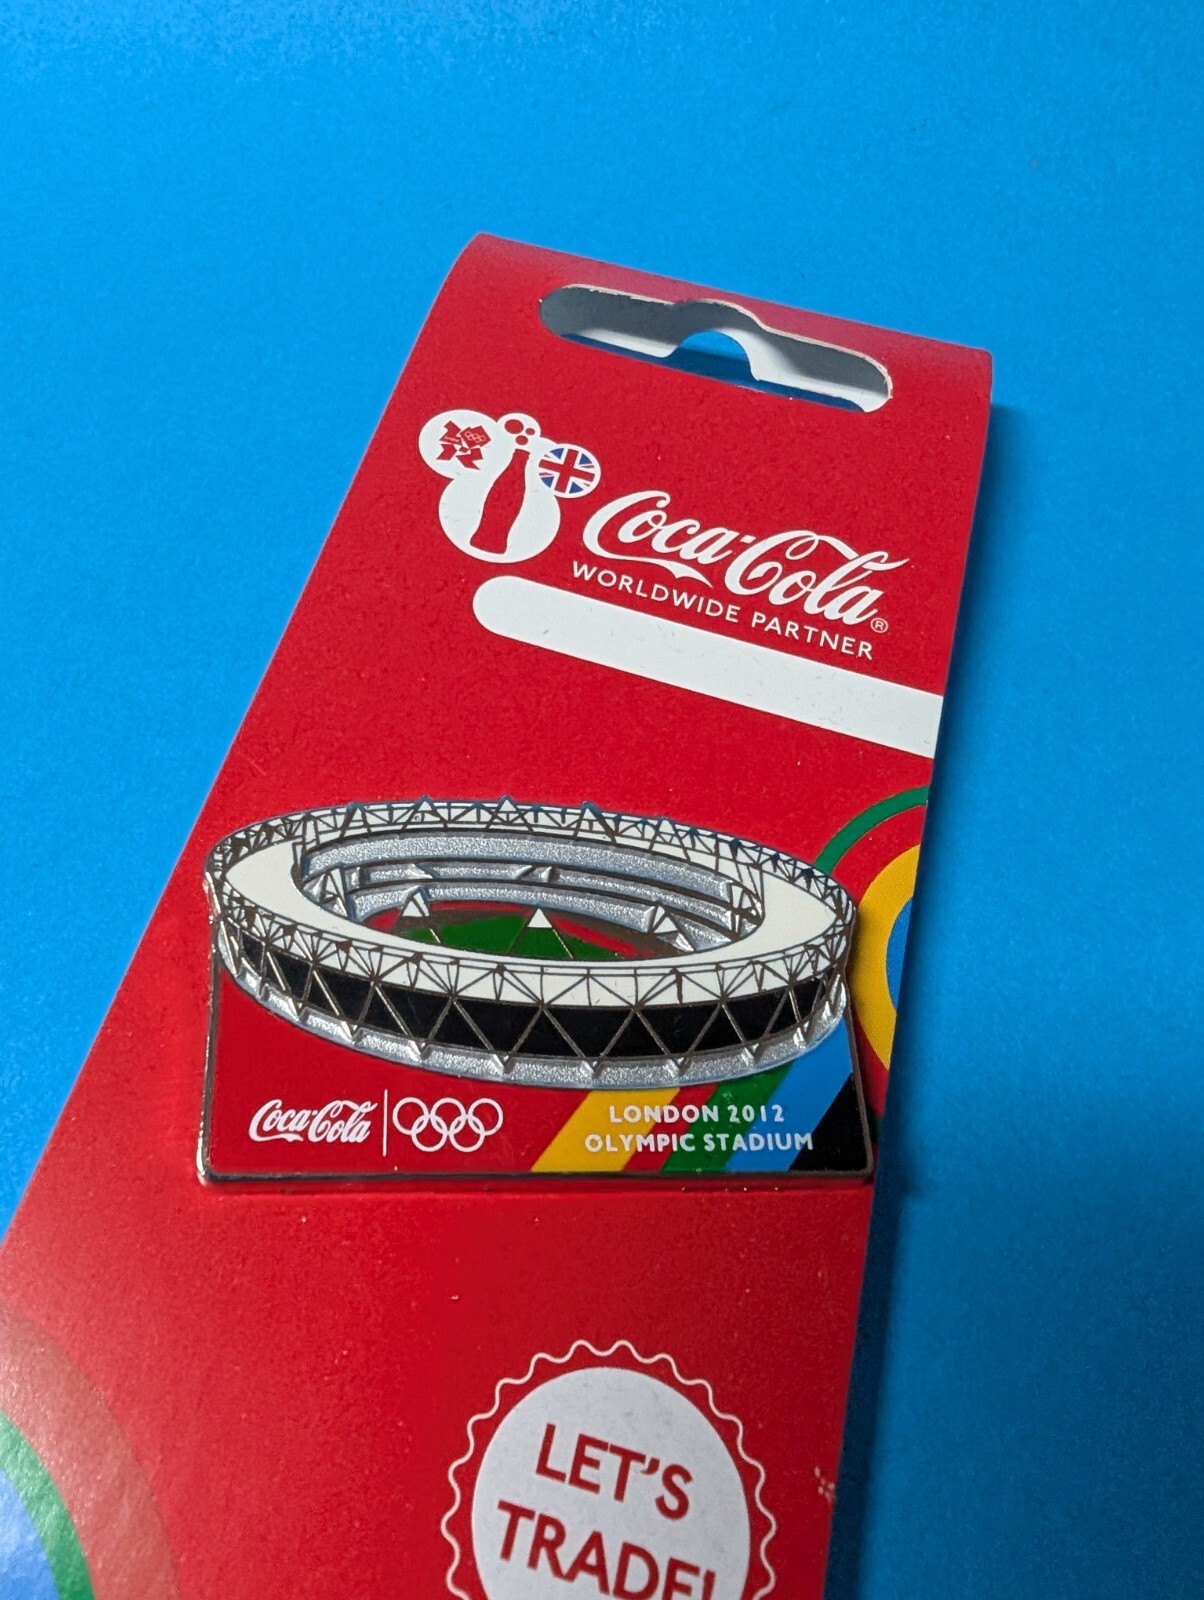 Coca-Cola®
WORLDWIDE PARTNER
Coca-Cola
LONDON 2012
OLYMPIC STADIUM
LET'S
TRADE!